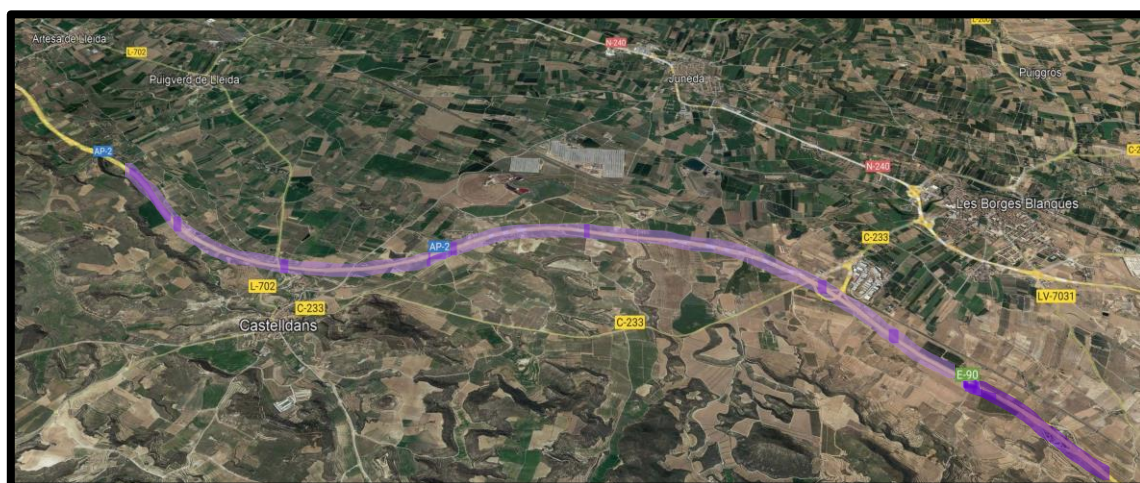 L-200
Artesa de Lleida
N-240
L-702
Juneda
Puiggròs
Puigverd de Lleida
AP-2
N-240
Les Borges Blanques
C-233
AP-2
L-702
LV-7031
C-233
C-233
Castelldans
E-90